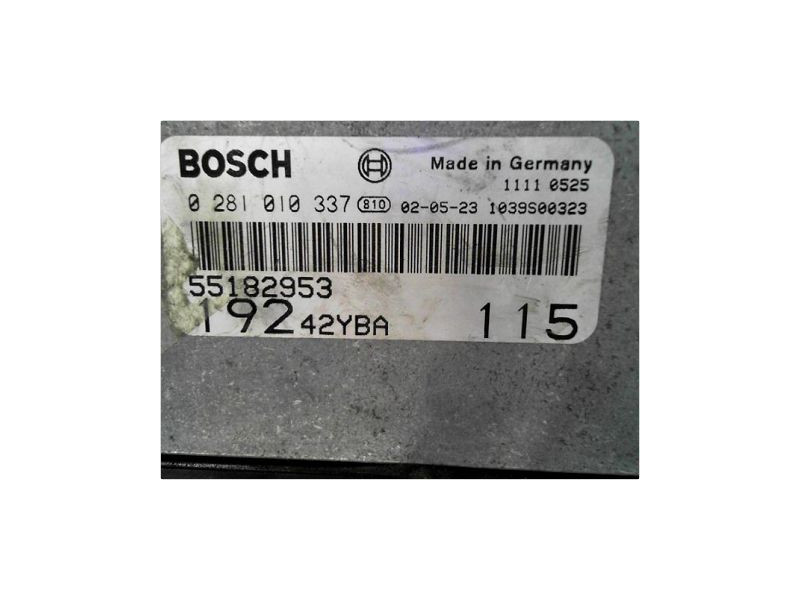 BOSCH Made in Germany
1111 0525
0 281 010 337 810 02-05-23 1039S00323
55182953
192 42YBA 115